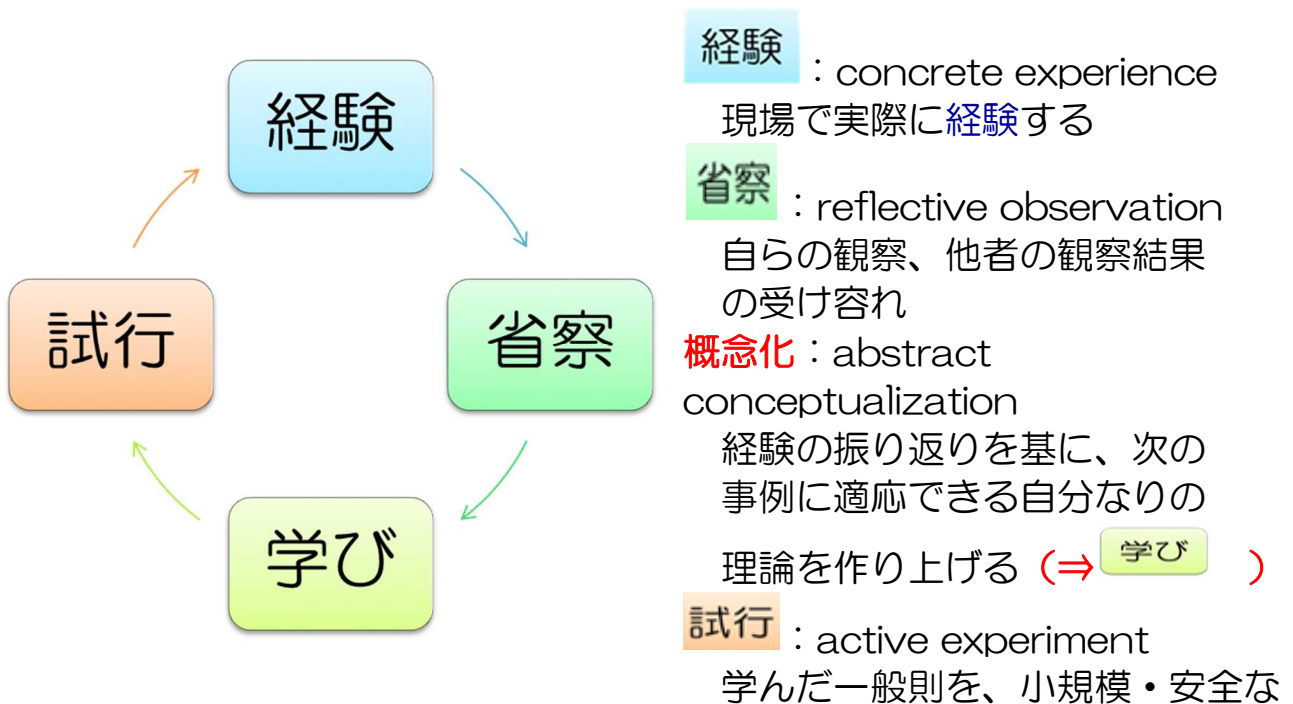 経験
省察
学び
試行
経験：concrete experience
現場で実際に経験する
省察：reflective observation
自らの観察、他者の観察結果
の受け容れ
概念化：abstract
conceptualization
経験の振り返りを基に、次の
事例に適応できる自分なりの
理論を作り上げる（⇒学び）
試行：active experiment
学んだ一般則を、小規模・安全な